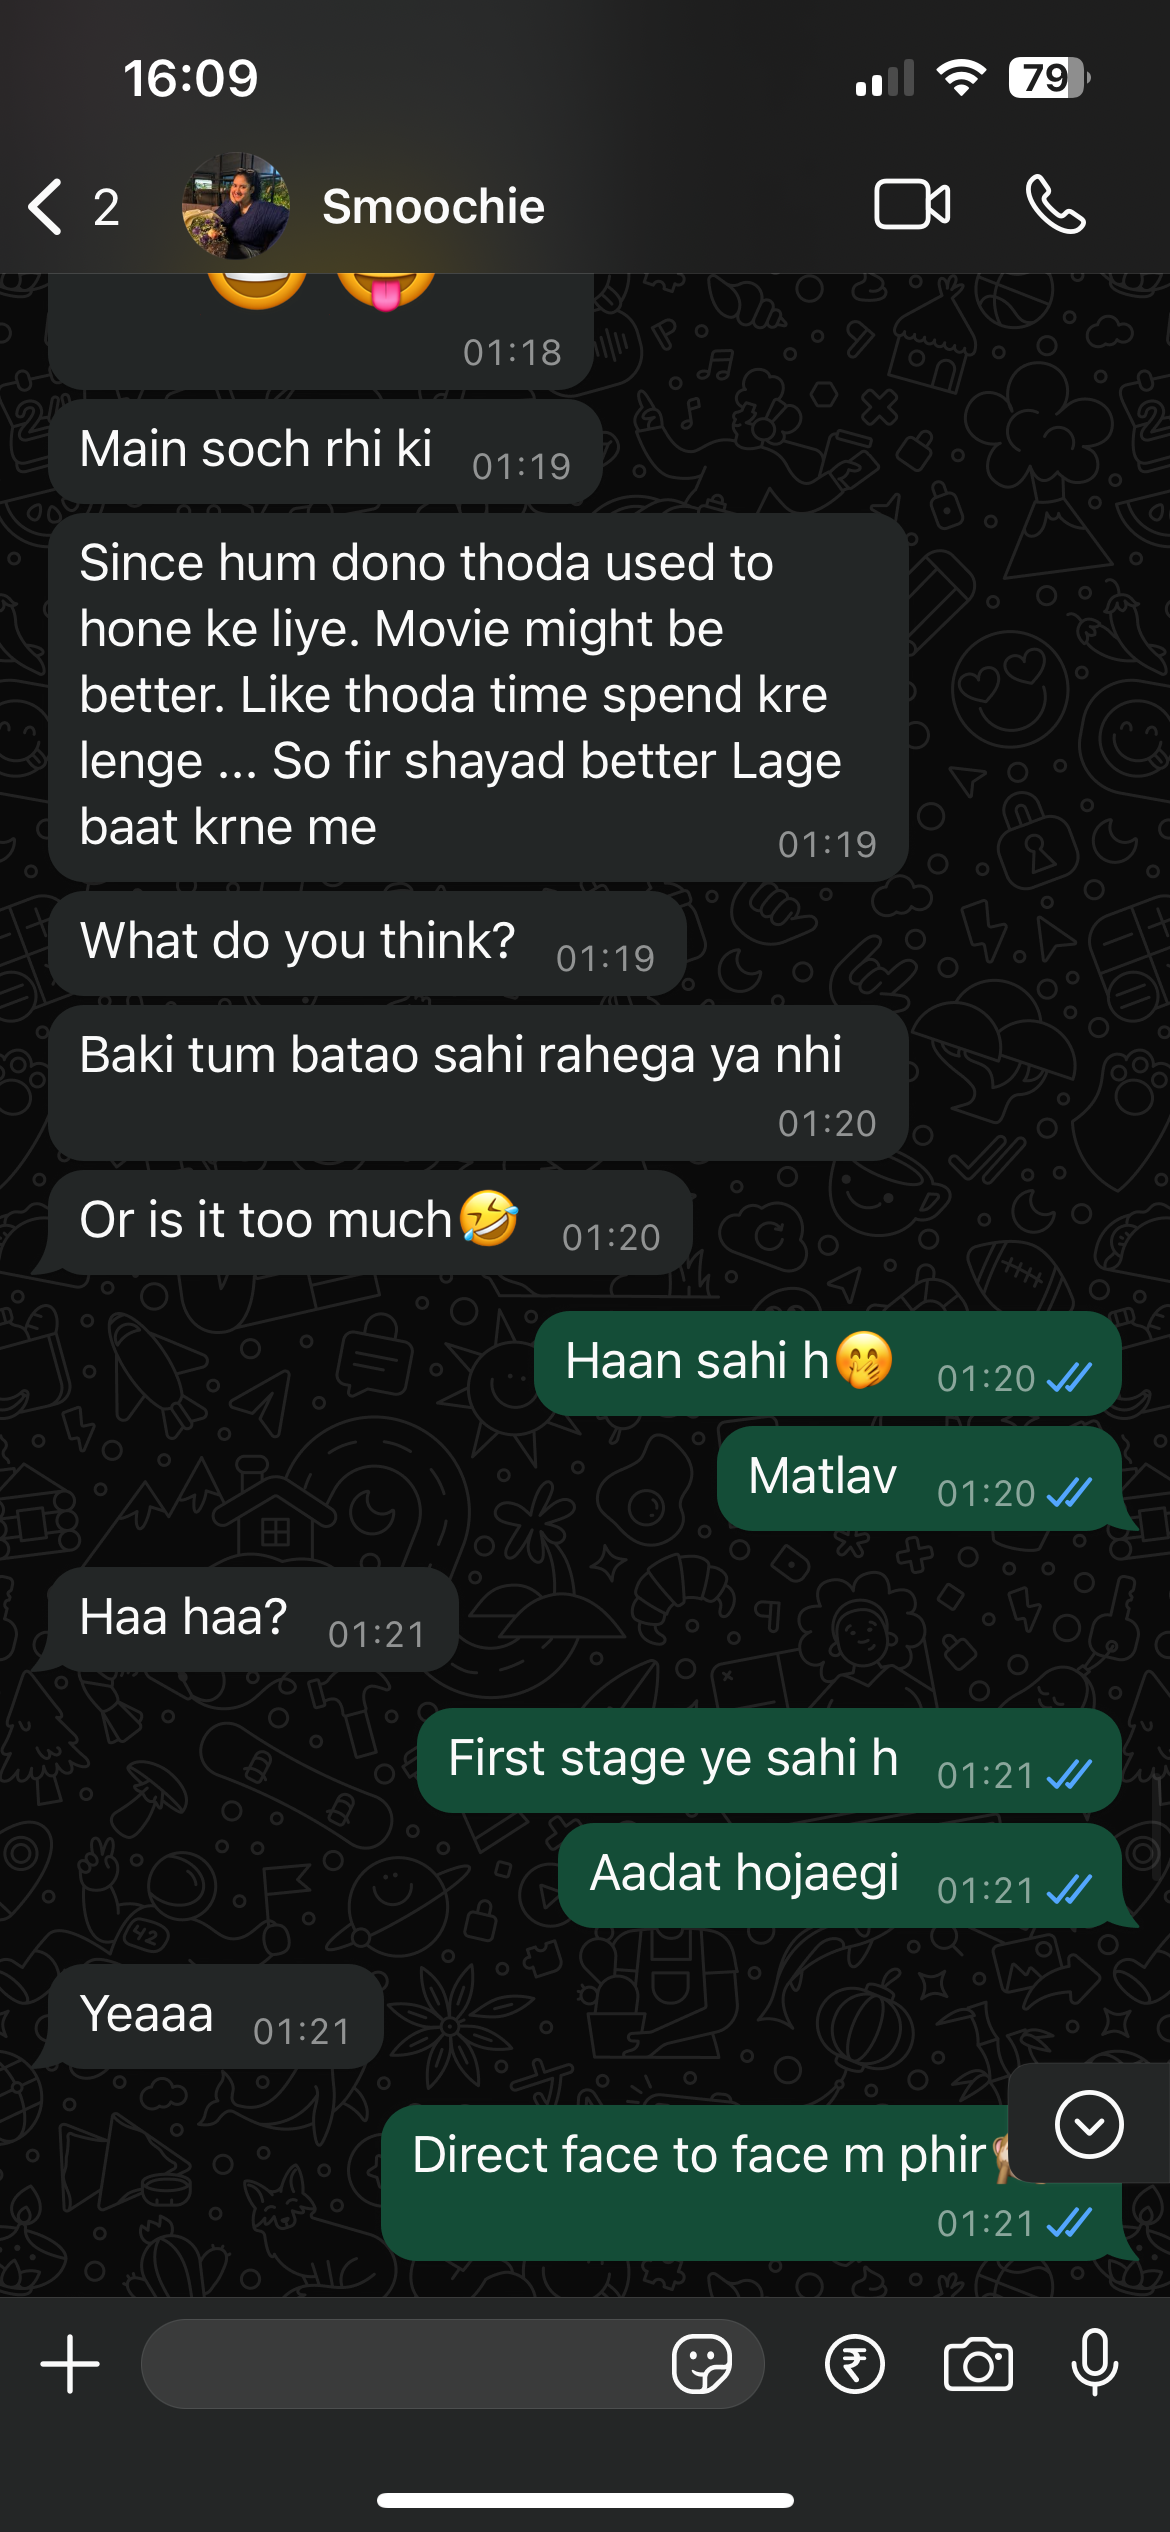 16:09
79
2
Smoochie
01:18
Main soch rhi ki 01:19
Since hum dono thoda used to
hone ke liye. Movie might be
better. Like thoda time spend kre
lenge ... So fir shayad better Lage
baat krne me 01:19
What do you think? 01:19
Baki tum batao sahi rahega ya nhi
01:20
Or is it too much🤣 01:20
Haan sahi h🤭 01:20
Matlav 01:20
Haa haa? 01:21
First stage ye sahi h 01:21
Aadat hojaegi 01:21
Yeaaa 01:21
Direct face to face m phir
01:21